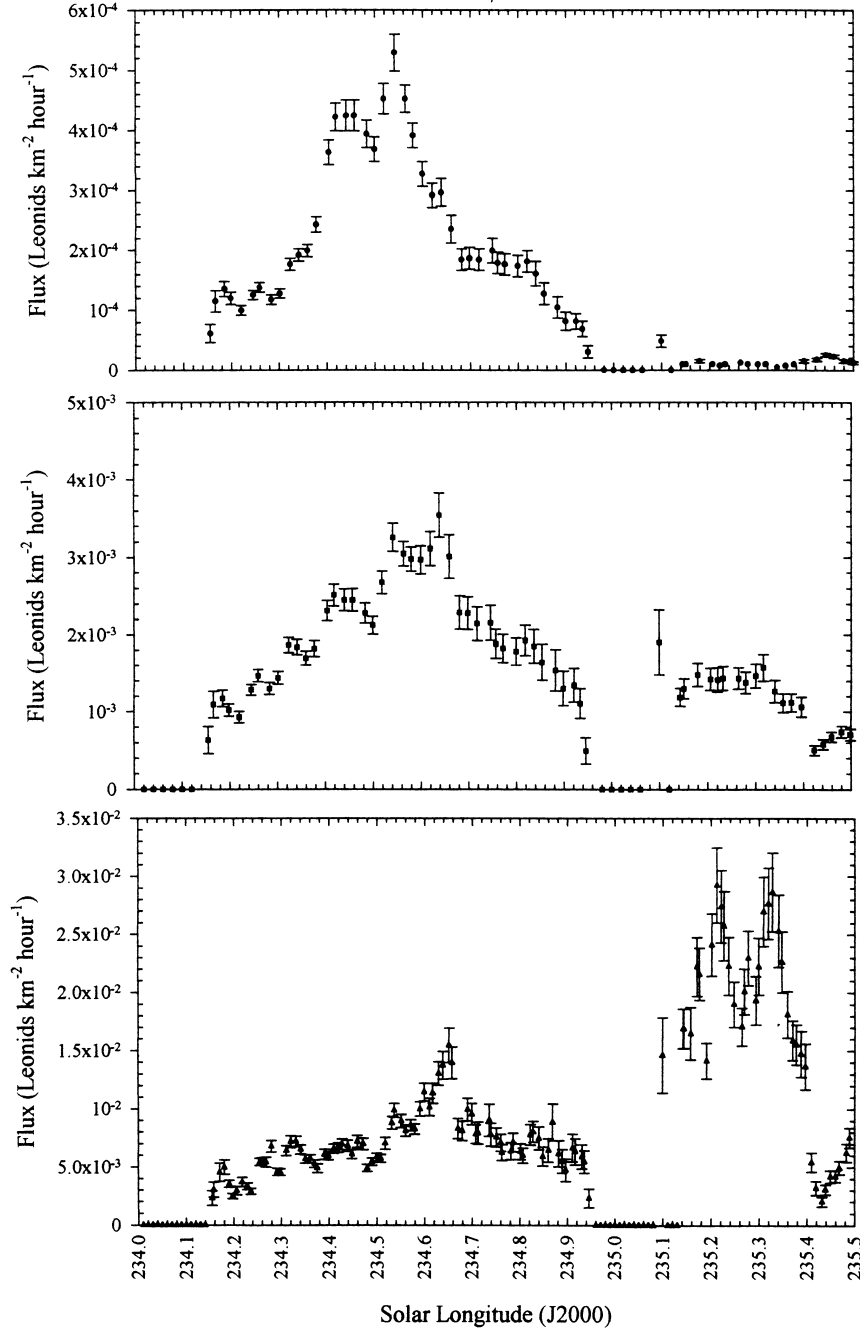 6x10-4
5x10-4
4x10-4
3x10-4
2x10-4
10-4
0
Flux (Leonids km-2 hour-1)
5x10-3
4x10-3
3x10-3
2x10-3
10-3
0
Flux (Leonids km-2 hour-1)
3.5x10-2
3.0x10-2
2.5x10-2
2.0x10-2
1.5x10-2
10-2
5.0x10-3
0
Flux (Leonids km-2 hour-1)
234.0
234.1
234.2
234.3
234.4
234.5
234.6
234.7
234.8
234.9
235.0
235.1
235.2
235.3
235.4
235.5
Solar Longitude (J2000)